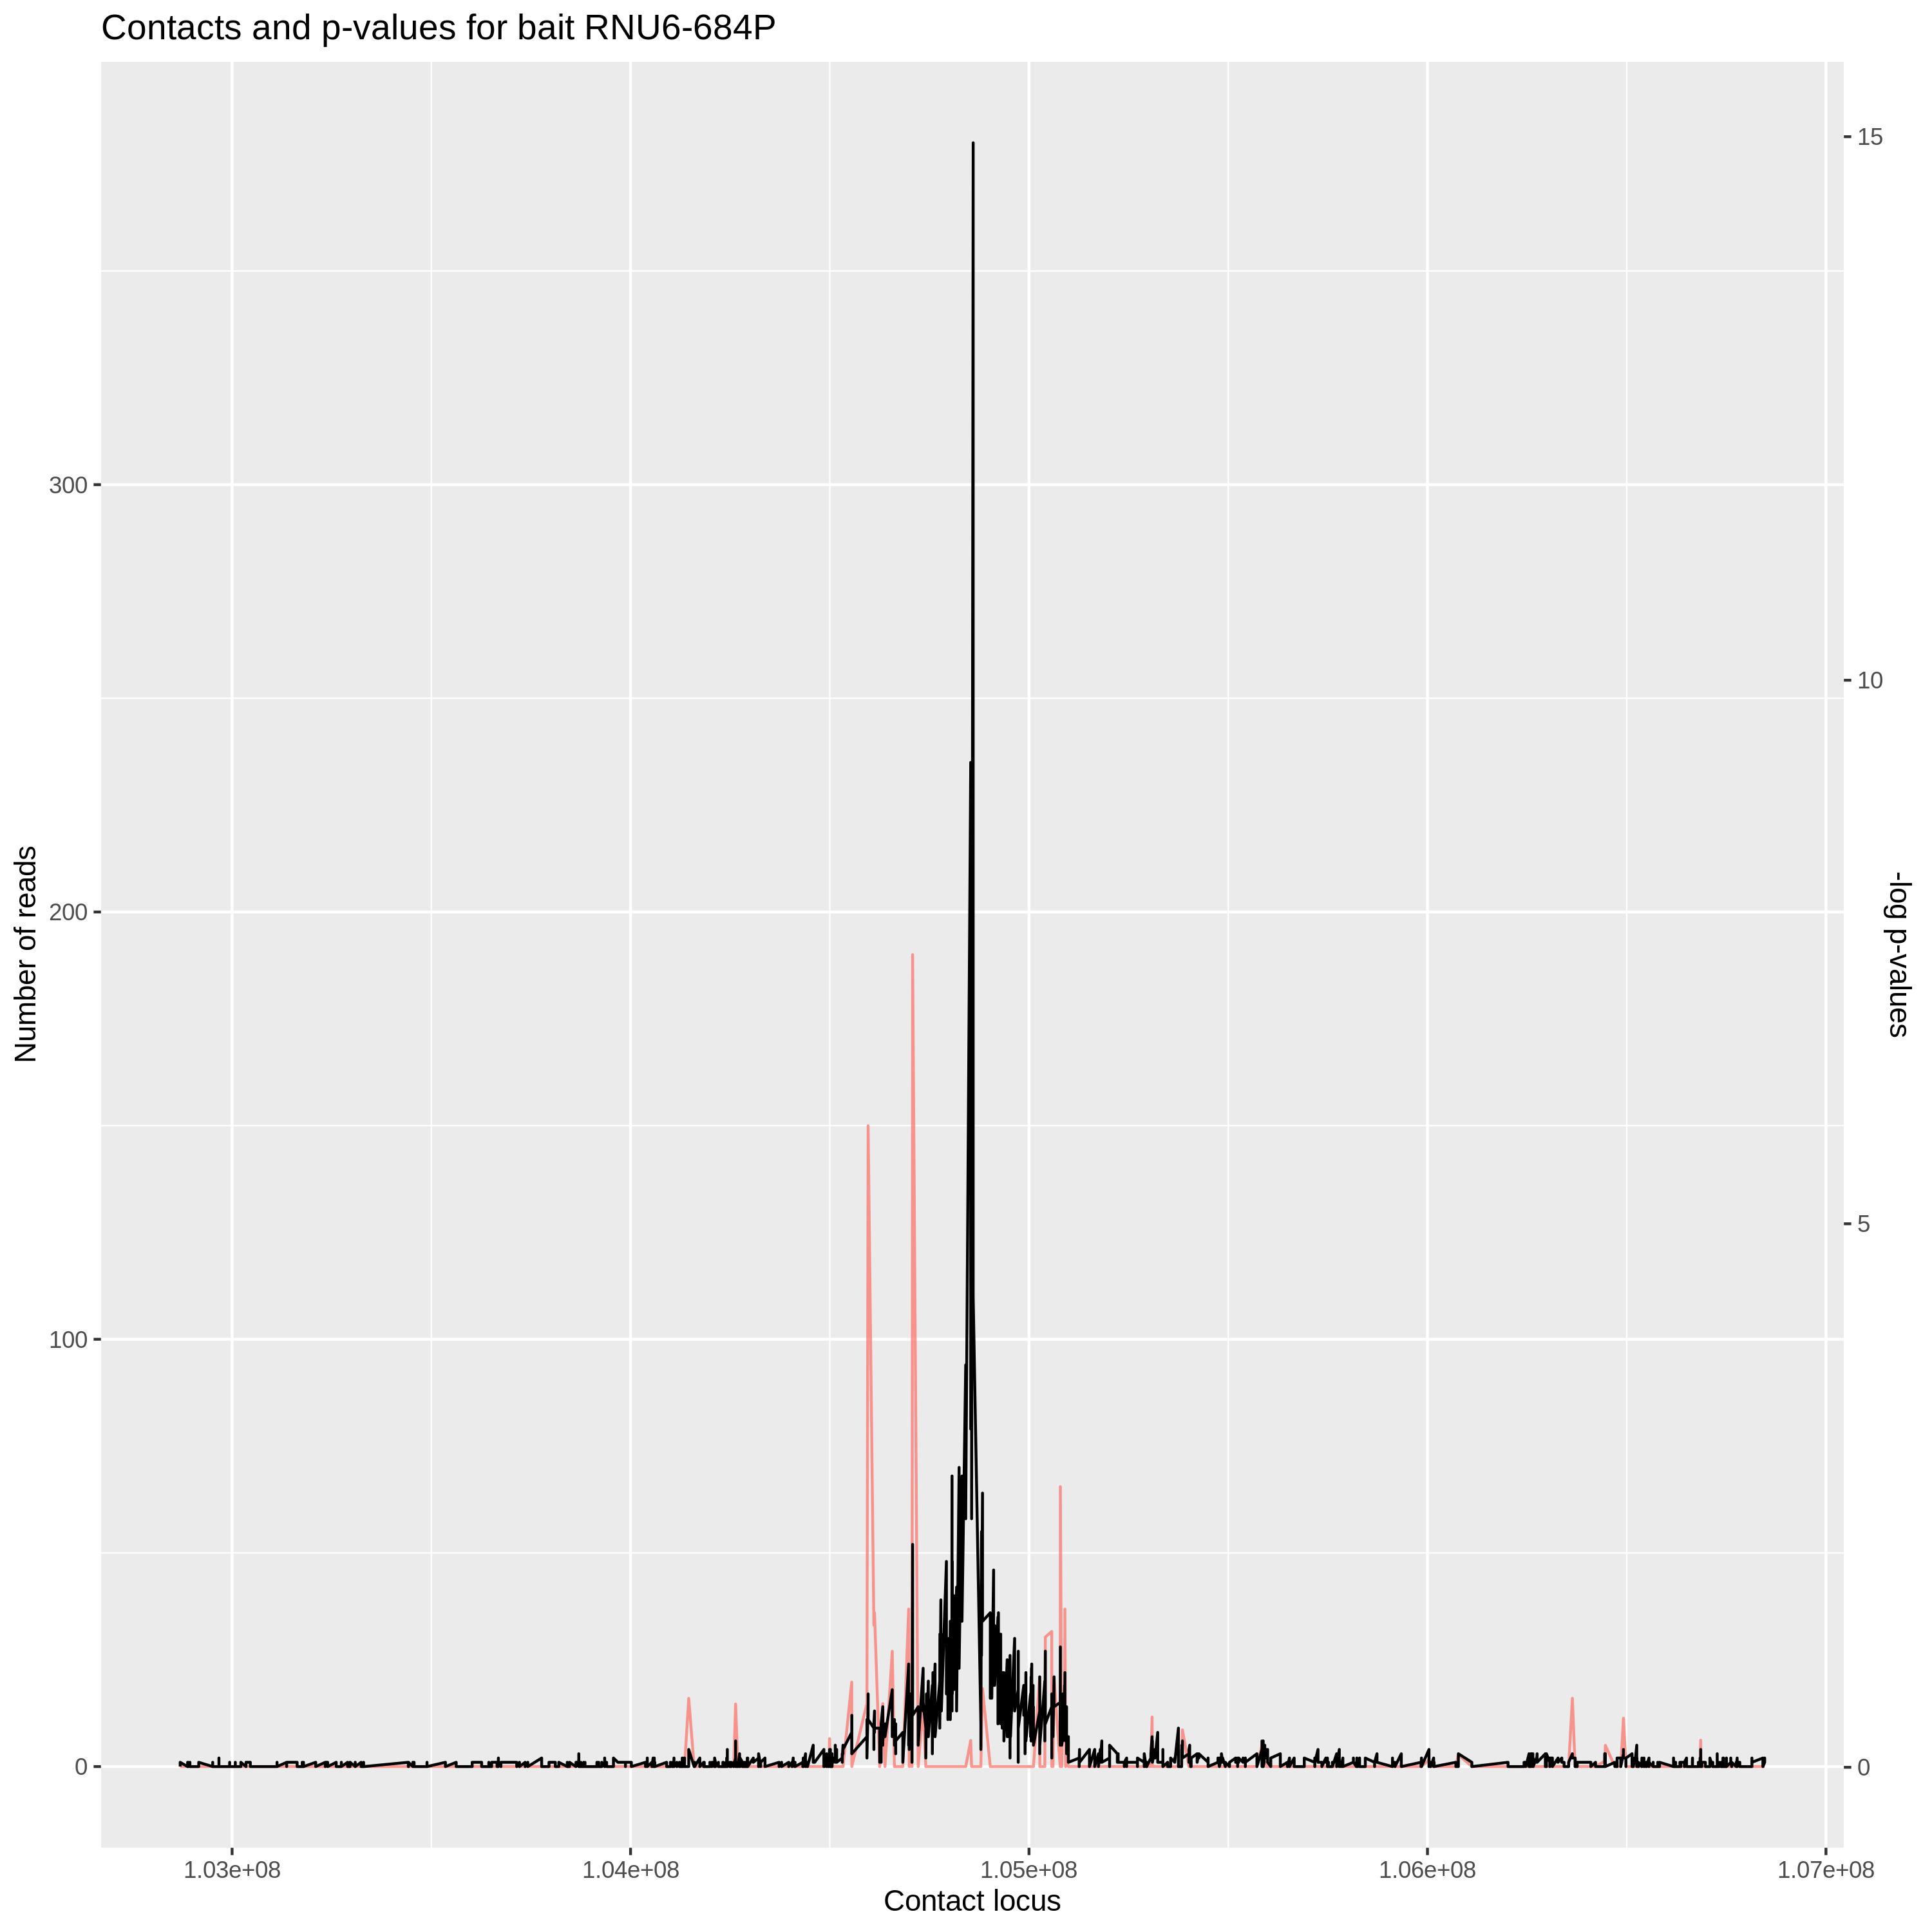 Contacts and p-values for bait RNU6-684P
15
300
10
Number of reads
200
-log p-values
5
100
0
0
1.03e+08
1.04e+08
1.05e+08
1.06e+08
1.07e+08
Contact locus